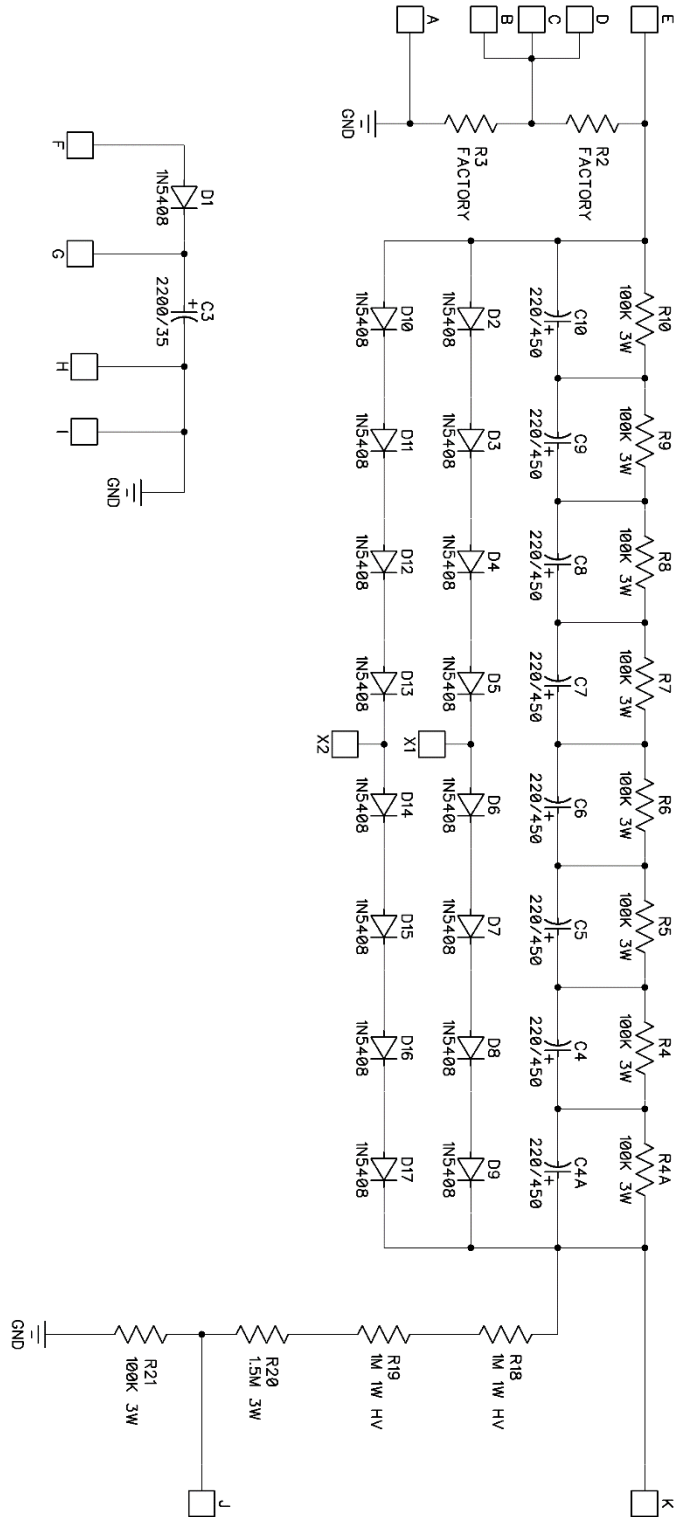 E
R10
100K 3W
R9
100K 3W
R8
100K 3W
R7
100K 3W
R6
100K 3W
R5
100K 3W
R4
100K 3W
R4A
100K 3W
K
D
C
B
A
R2
FACTORY
R3
FACTORY
GND
C10
220/450
+
C9
220/450
+
C8
220/450
+
C7
220/450
+
C6
220/450
+
C5
220/450
+
C4
220/450
+
C4A
220/450
+
D2
1N5408
D3
1N5408
D4
1N5408
D5
1N5408
X1
D6
1N5408
D7
1N5408
D8
1N5408
D9
1N5408
D10
1N5408
D11
1N5408
D12
1N5408
D13
1N5408
X2
D14
1N5408
D15
1N5408
D16
1N5408
D17
1N5408
R18
1M 1W HV
R19
1M 1W HV
R20
1.5M 3W
J
R21
100K 3W
GND
F
D1
1N5408
G
C3
+
2200/35
H
I
GND